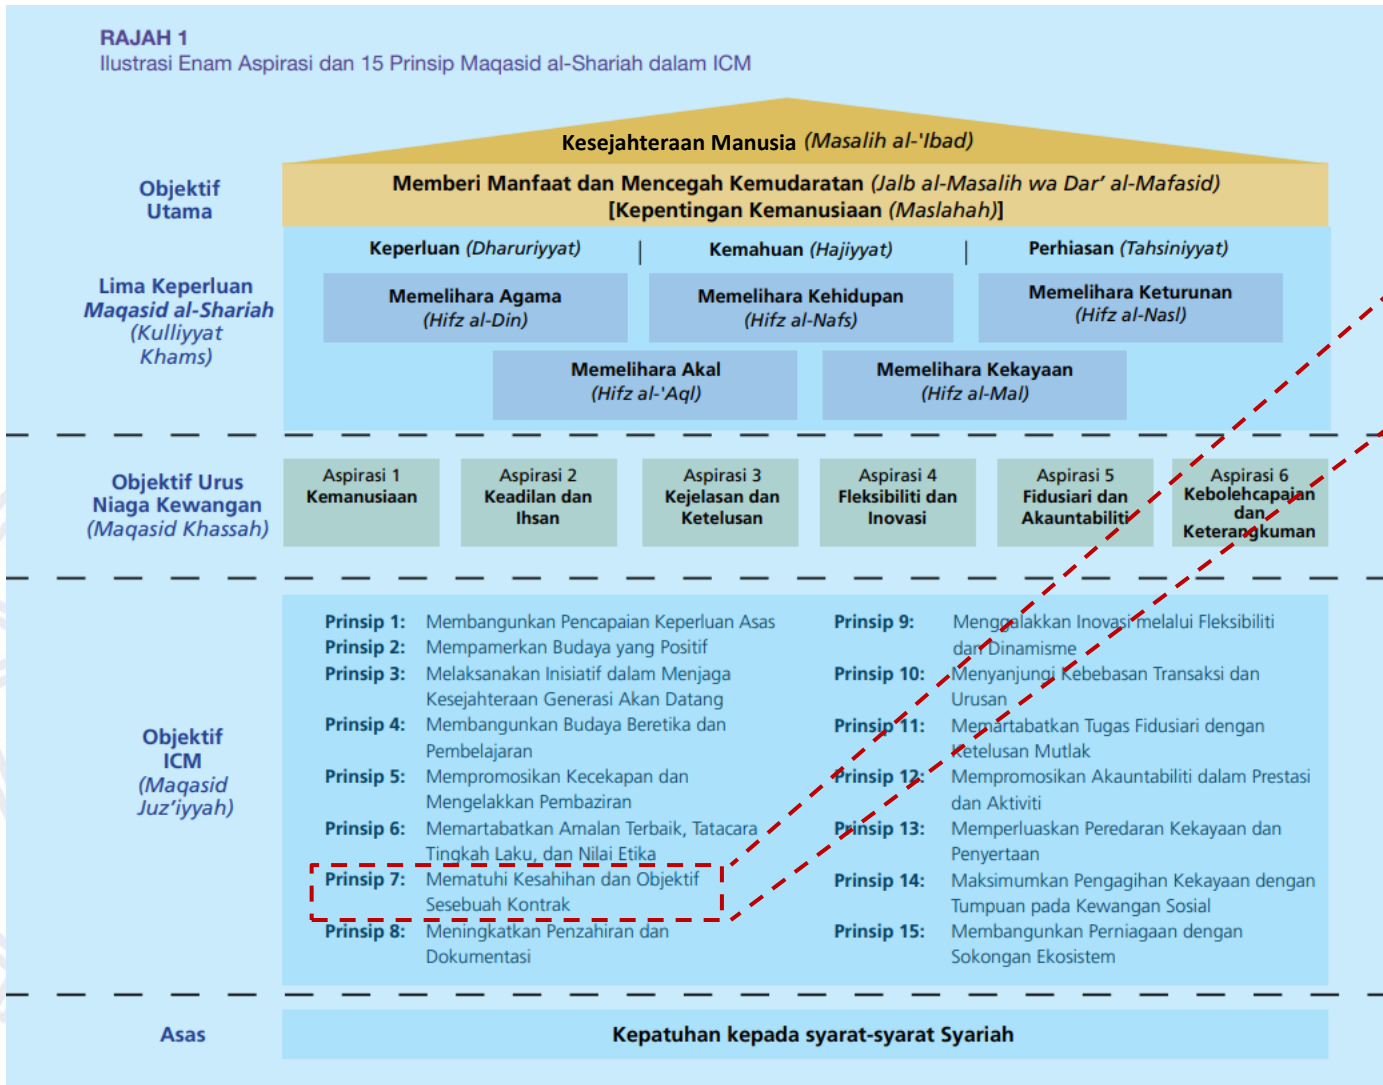 RAJAH 1
Ilustrasi Enam Aspirasi dan 15 Prinsip Maqasid al-Shariah dalam ICM
Kesejahteraan Manusia (Masalih al-'Ibad)
Objektif
Utama
Memberi Manfaat dan Mencegah Kemudaratan (Jalb al-Masalih wa Dar’ al-Mafasid)
[Kepentingan Kemanusiaan (Maslahah)]
Lima Keperluan
Maqasid al-Shariah
(Kulliyyat
Khams)
Keperluan (Dharuriyyat) | Kemahuan (Hajiyyat) | Perhiasan (Tahsiniyyat)
Memelihara Agama
(Hifz al-Din)
Memelihara Kehidupan
(Hifz al-Nafs)
Memelihara Keturunan
(Hifz al-Nasl)
Memelihara Akal
(Hifz al-'Aql)
Memelihara Kekayaan
(Hifz al-Mal)
Objektif Urus
Niaga Kewangan
(Maqasid Khassah)
Aspirasi 1
Kemanusiaan
Aspirasi 2
Keadilan dan
Ihsan
Aspirasi 3
Kejelasan dan
Ketelusan
Aspirasi 4
Fleksibiliti dan
Inovasi
Aspirasi 5
Fidusiari dan
Akauntabiliti
Aspirasi 6
Kebolehcapaian
dan
Keterangkuman
Objektif
ICM
(Maqasid
Juz’iyyah)
Prinsip 1: Membangunkan Pencapaian Keperluan Asas
Prinsip 2: Mempamerkan Budaya yang Positif
Prinsip 3: Melaksanakan Inisiatif dalam Menjaga
Kesejahteraan Generasi Akan Datang
Prinsip 4: Membangunkan Budaya Beretika dan
Pembelajaran
Prinsip 5: Mempromosikan Kecekapan dan
Mengelakkan Pembaziran
Prinsip 6: Memartabatkan Amalan Terbaik, Tatacara
Tingkah Laku, dan Nilai Etika
Prinsip 7: Mematuhi Kesahihan dan Objektif
Sesebuah Kontrak
Prinsip 8: Meningkatkan Penzahiran dan
Dokumentasi
Prinsip 9: Menggalakkan Inovasi melalui Fleksibiliti
dan Dinamisme
Prinsip 10: Menyanjungi Kebebasan Transaksi dan
Urusan
Prinsip 11: Memartabatkan Tugas Fidusiari dengan
Ketelusan Mutlak
Prinsip 12: Mempromosikan Akauntabiliti dalam Prestasi
dan Aktiviti
Prinsip 13: Memperluaskan Peredaran Kekayaan dan
Penyertaan
Prinsip 14: Maksimumkan Pengagihan Kekayaan dengan
Tumpuan pada Kewangan Sosial
Prinsip 15: Membangunkan Perniagaan dengan
Sokongan Ekosistem
Asas
Kepatuhan kepada syarat-syarat Syariah